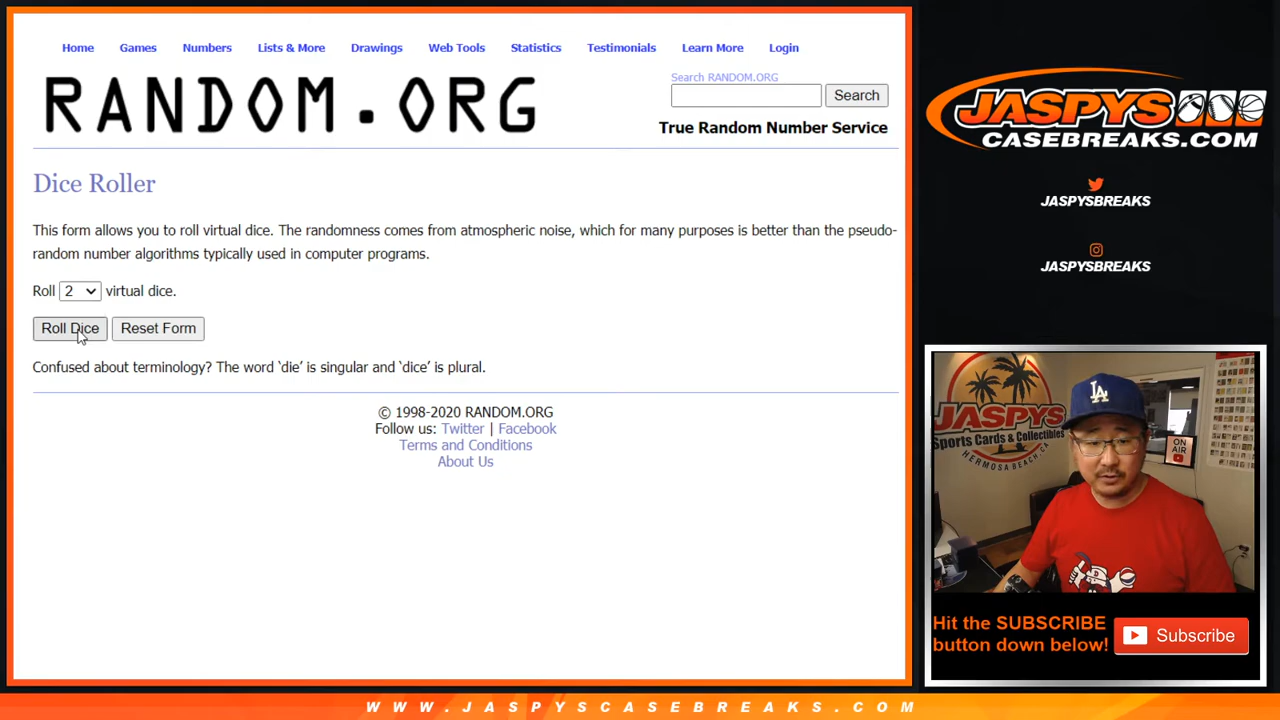 Home Games Numbers Lists & More Drawings Web Tools Statistics Testimonials Learn More Login
RANDOM.ORG
Search RANDOM.ORG
Search
True Random Number Service
Dice Roller
This form allows you to roll virtual dice. The randomness comes from atmospheric noise, which for many purposes is better than the pseudo-
random number algorithms typically used in computer programs.
Roll 2 virtual dice.
Roll Dice Reset Form
Confused about terminology? The word ‘die’ is singular and ‘dice’ is plural.
© 1998-2020 RANDOM.ORG
Follow us: Twitter | Facebook
Terms and Conditions
About Us
JASPYS
CASEBREAKS.COM
JASPYSBREAKS
JASPYSBREAKS
JASPYS
Sports Cards & Collectibles
HERMOSA BEACH, CA
LA
ON
AIR
D
Hit the SUBSCRIBE
button down below!
Subscribe
WWW.JASPYSCASEBREAKS.COM